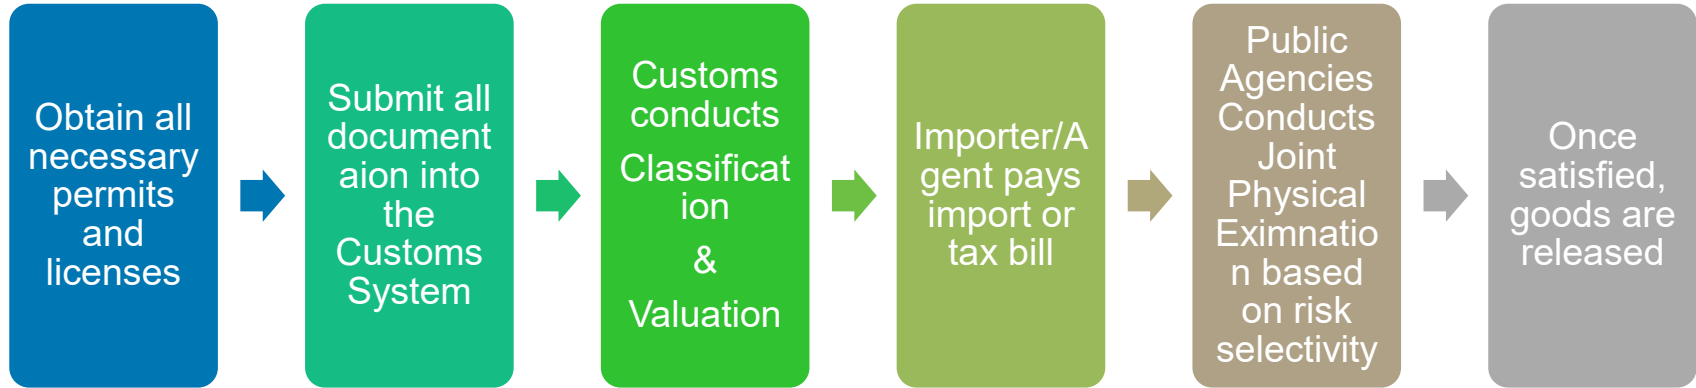 Obtain all
necessary
permits
and
licenses
Submit all
document
aion into
the
Customs
System
Customs
conducts
Classificat
ion
&
Valuation
Importer/A
gent pays
import or
tax bill
Public
Agencies
Conducts
Joint
Physical
Eximnatio
n based
on risk
selectivity
Once
satisfied,
goods are
released